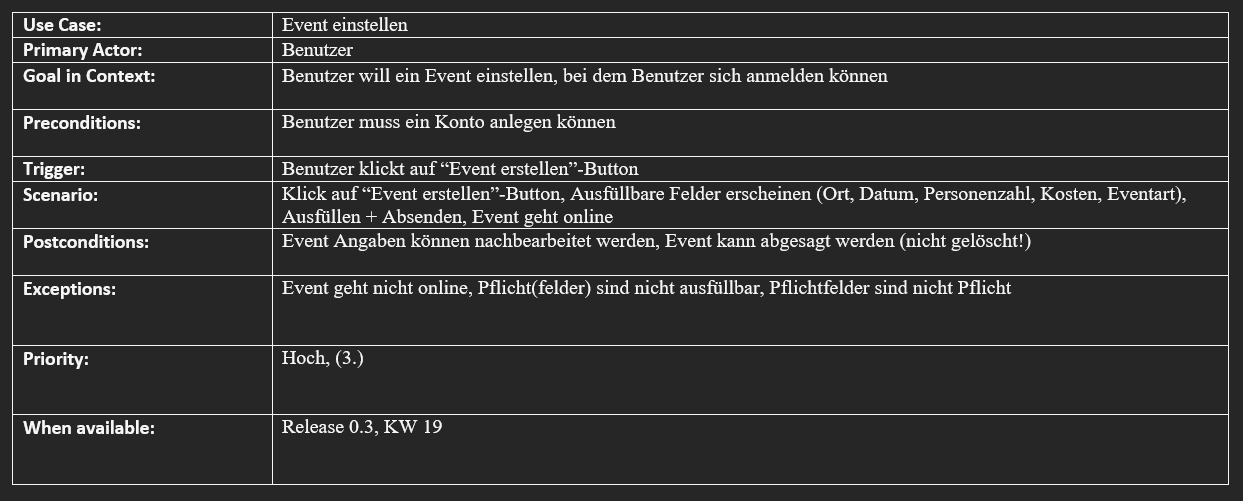 Use Case: Event einstellen
Primary Actor: Benutzer
Goal in Context: Benutzer will ein Event einstellen, bei dem Benutzer sich anmelden können
Preconditions: Benutzer muss ein Konto anlegen können
Trigger: Benutzer klickt auf “Event erstellen”-Button
Scenario: Klick auf “Event erstellen”-Button, Ausfüllbare Felder erscheinen (Ort, Datum, Personenzahl, Kosten, Eventart),
Ausfüllen + Absenden, Event geht online
Postconditions: Event Angaben können nachbearbeitet werden, Event kann abgesagt werden (nicht gelöscht!)
Exceptions: Event geht nicht online, Pflicht(felder) sind nicht ausfüllbar, Pflichtfelder sind nicht Pflicht
Priority: Hoch, (3.)
When available: Release 0.3, KW 19